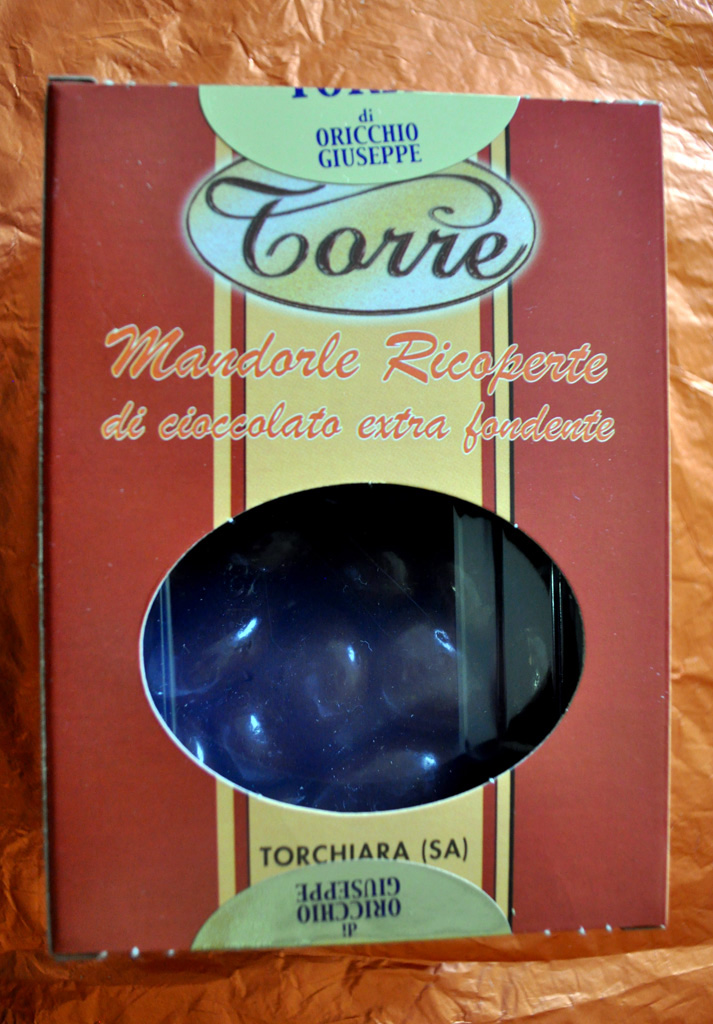 di
ORICCHIO
GIUSEPPE
Torre
Mandorle Ricoperte
di cioccolato extra fondente
TORCHIARA (SA)
di
ORICCHIO
GIUSEPPE